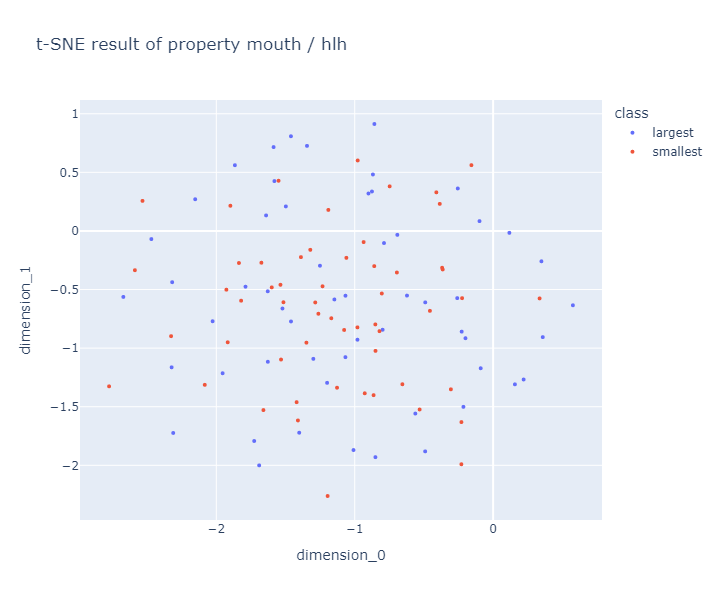 t-SNE result of property mouth / hlh
class
largest
smallest
1
0.5
0
−0.5
−1
−1.5
−2
dimension_1
−2
−1
0
dimension_0